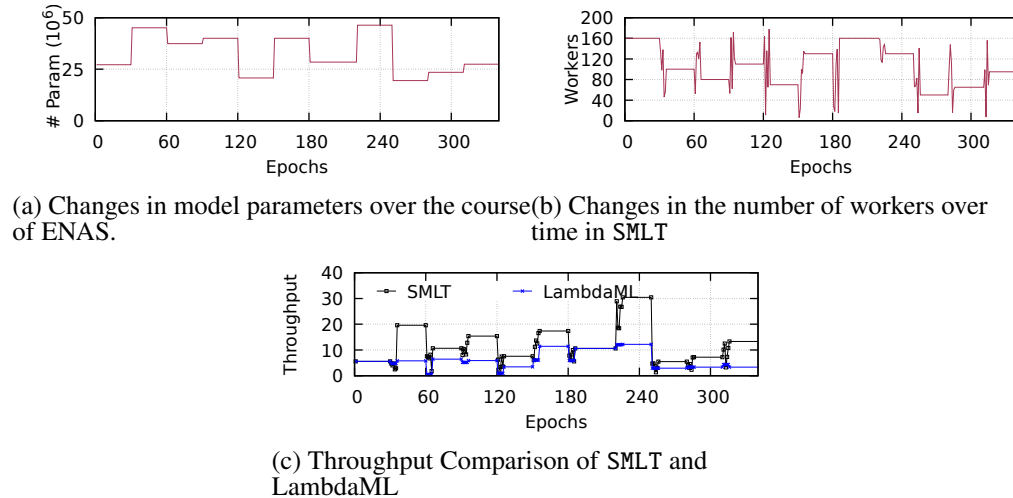 50
25
0
# Param (10⁶)
0 60 120 180 240 300
Epochs
200
160
120
80
40
0
Workers
0 60 120 180 240 300
Epochs
(a) Changes in model parameters over the course
of ENAS.
(b) Changes in the number of workers over
time in SMLT
40
30
20
10
0
Throughput
SMLT LambdaML
0 60 120 180 240 300
Epochs
(c) Throughput Comparison of SMLT and
LambdaML